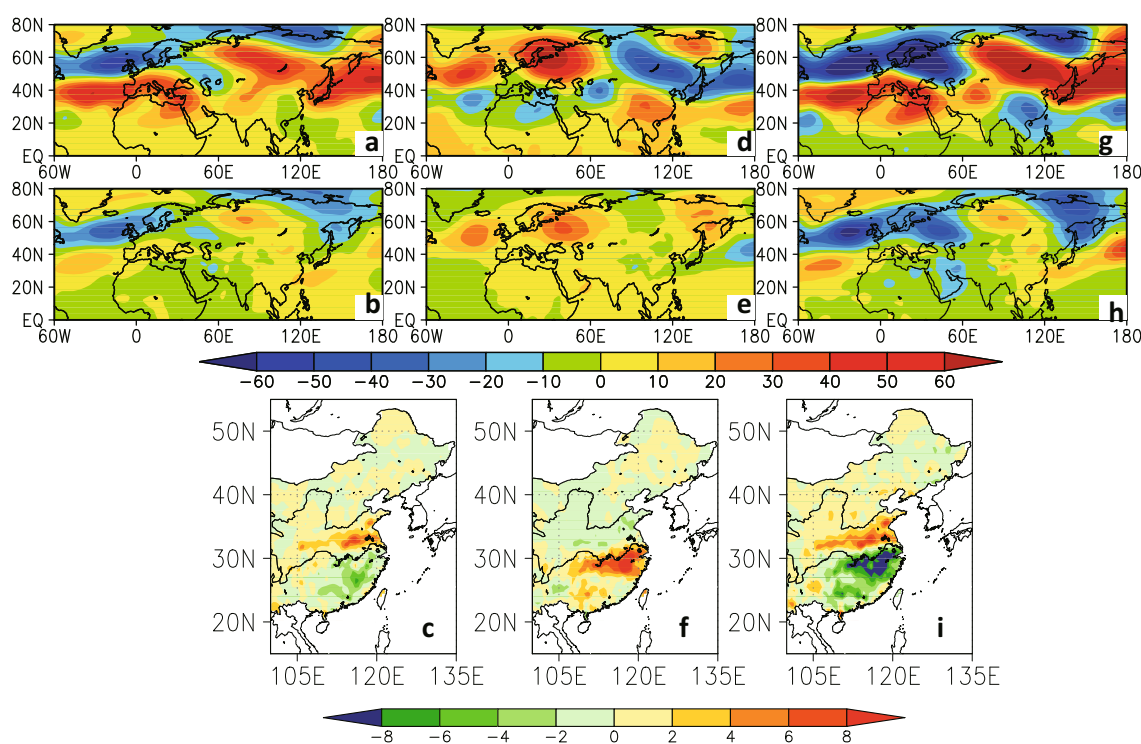 80N 80N 80N
60N 60N 60N
40N 40N 40N
20N 20N 20N
EQ a EQ d EQ g
60W 0 60E 120E 180 60W 0 60E 120E 180 60W 0 60E 120E 180
80N 80N 80N
60N 60N 60N
40N 40N 40N
20N 20N 20N
EQ b EQ e EQ h
60W 0 60E 120E 180 60W 0 60E 120E 180 60W 0 60E 120E 180
−60 −50 −40 −30 −20 −10 0 10 20 30 40 50 60
50N 50N 50N
40N 40N 40N
30N 30N 30N
20N c 20N f 20N i
105E 120E 135E 105E 120E 135E 105E 120E 135E
−8 −6 −4 −2 0 2 4 6 8